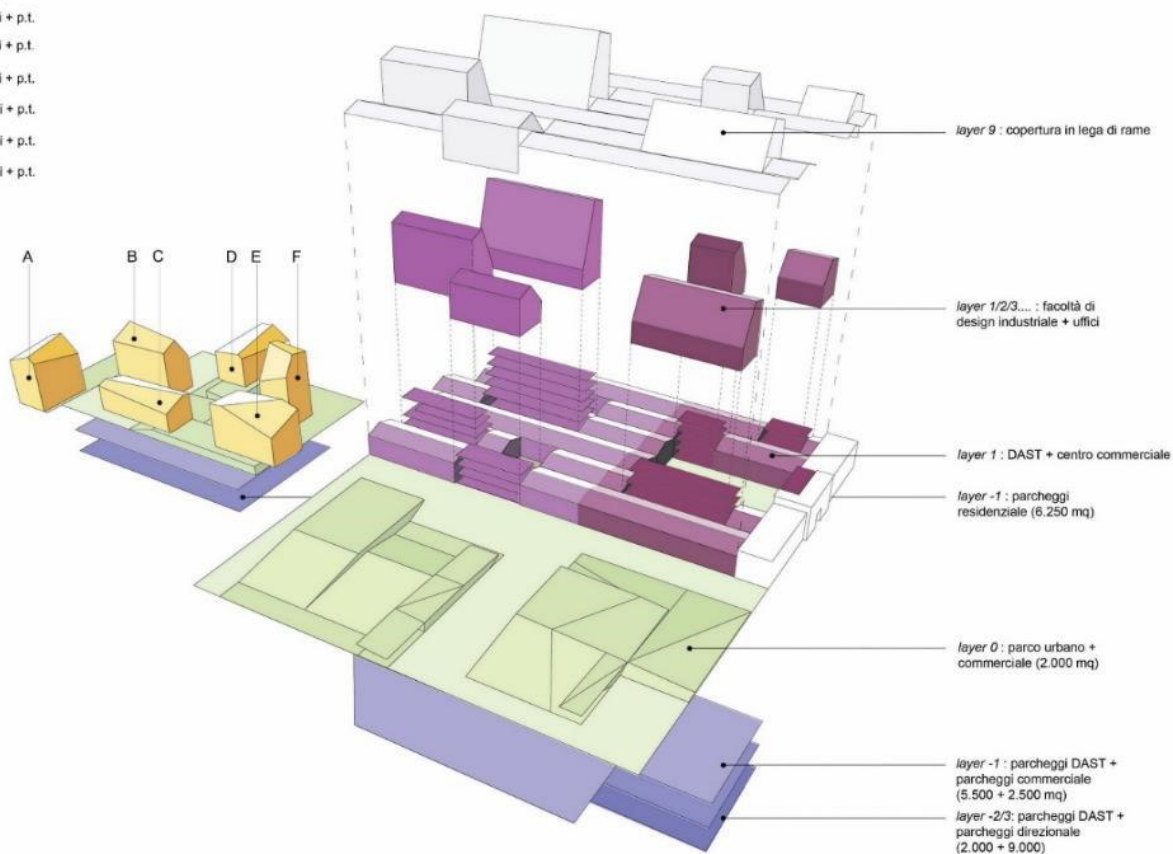 i + p.t.
i + p.t.
i + p.t.
i + p.t.
i + p.t.
i + p.t.
A
B
C
D
E
F
layer 9 : copertura in lega di rame
layer 1/2/3.... : facoltà di
design industriale + uffici
layer 1 : DAST + centro commerciale
layer -1 : parcheggi
residenziale (6.250 mq)
layer 0 : parco urbano +
commerciale (2.000 mq)
layer -1 : parcheggi DAST +
parcheggi commerciale
(5.500 + 2.500 mq)
layer -2/3: parcheggi DAST +
parcheggi direzionale
(2.000 + 9.000)